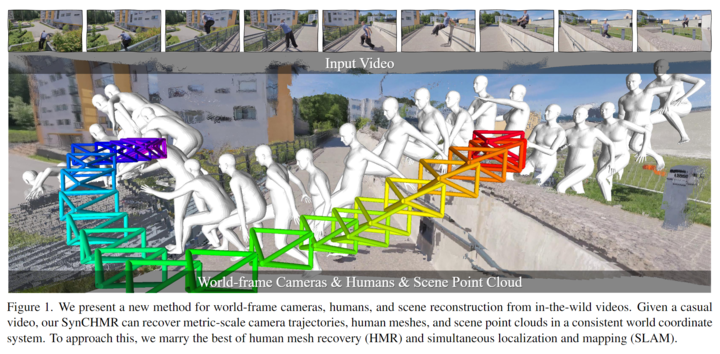 Input Video
World-frame Cameras & Humans & Scene Point Cloud
Figure 1. We present a new method for world-frame cameras, humans, and scene reconstruction from in-the-wild videos. Given a casual
video, our SynCHMR can recover metric-scale camera trajectories, human meshes, and scene point clouds in a consistent world coordinate
system. To approach this, we marry the best of human mesh recovery (HMR) and simultaneous localization and mapping (SLAM).